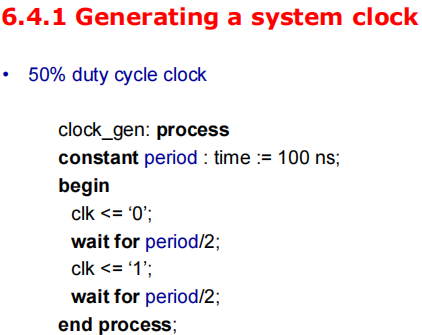 6.4.1 Generating a system clock
• 50% duty cycle clock
clock_gen: process
constant period : time := 100 ns;
begin
clk <= ‘0’;
wait for period/2;
clk <= ‘1’;
wait for period/2;
end process;